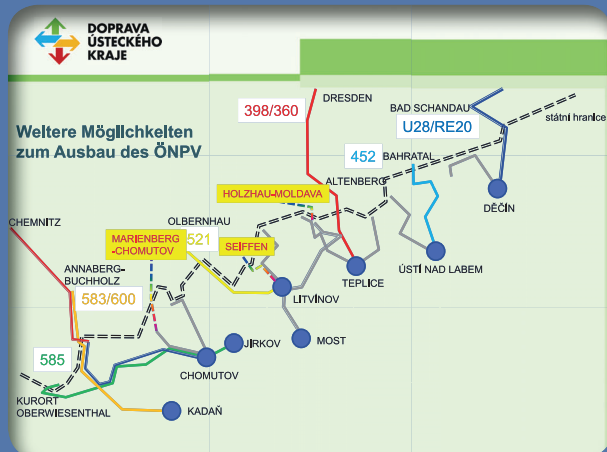 DOPRAVA
ÚSTECKÉHO
KRAJE
Weitere Möglichkeiten
zum Ausbau des ÖNPV
398/360
DRESDEN
BAD SCHANDAU
U28/RE20
státní hranice
452
BAHRATAL
ALTENBERG
HOLZHAU-MOLDAVA
DĚČÍN
CHEMNITZ
OLBERNHAU
MARIENBERG
-CHOMUTOV
521
SEIFFEN
ANNABERG-
BUCHHOLZ
583/600
ÚSTÍ NAD LABEM
TEPLICE
LITVÍNOV
MOST
JIRKOV
585
CHOMUTOV
KURORT
OBERWIESENTHAL
KADAŇ